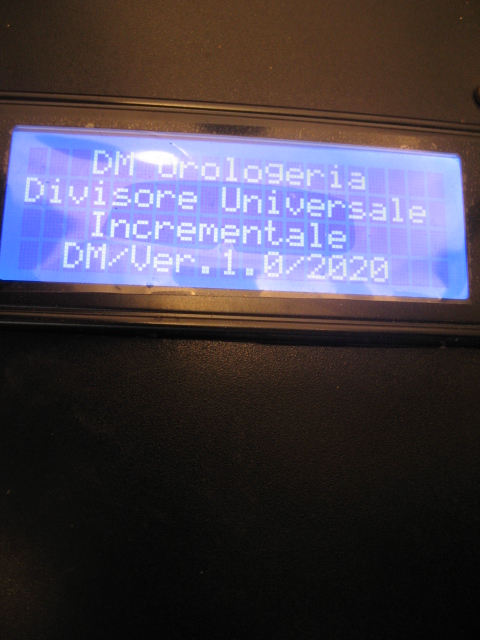 DM Orologeria
Divisore Universale
Incrementale
DM/Ver.1.0/2020